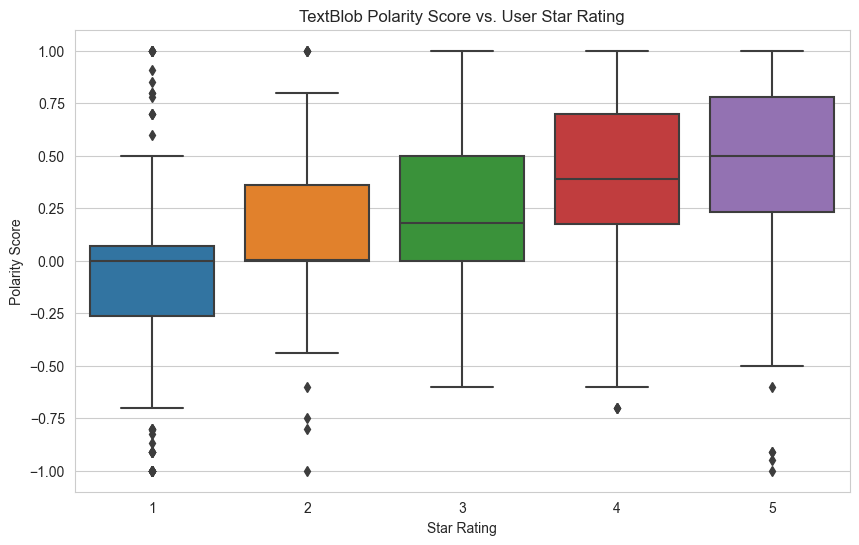 TextBlob Polarity Score vs. User Star Rating
Polarity Score
1.00
0.75
0.50
0.25
0.00
−0.25
−0.50
−0.75
−1.00
1 2 3 4 5
Star Rating